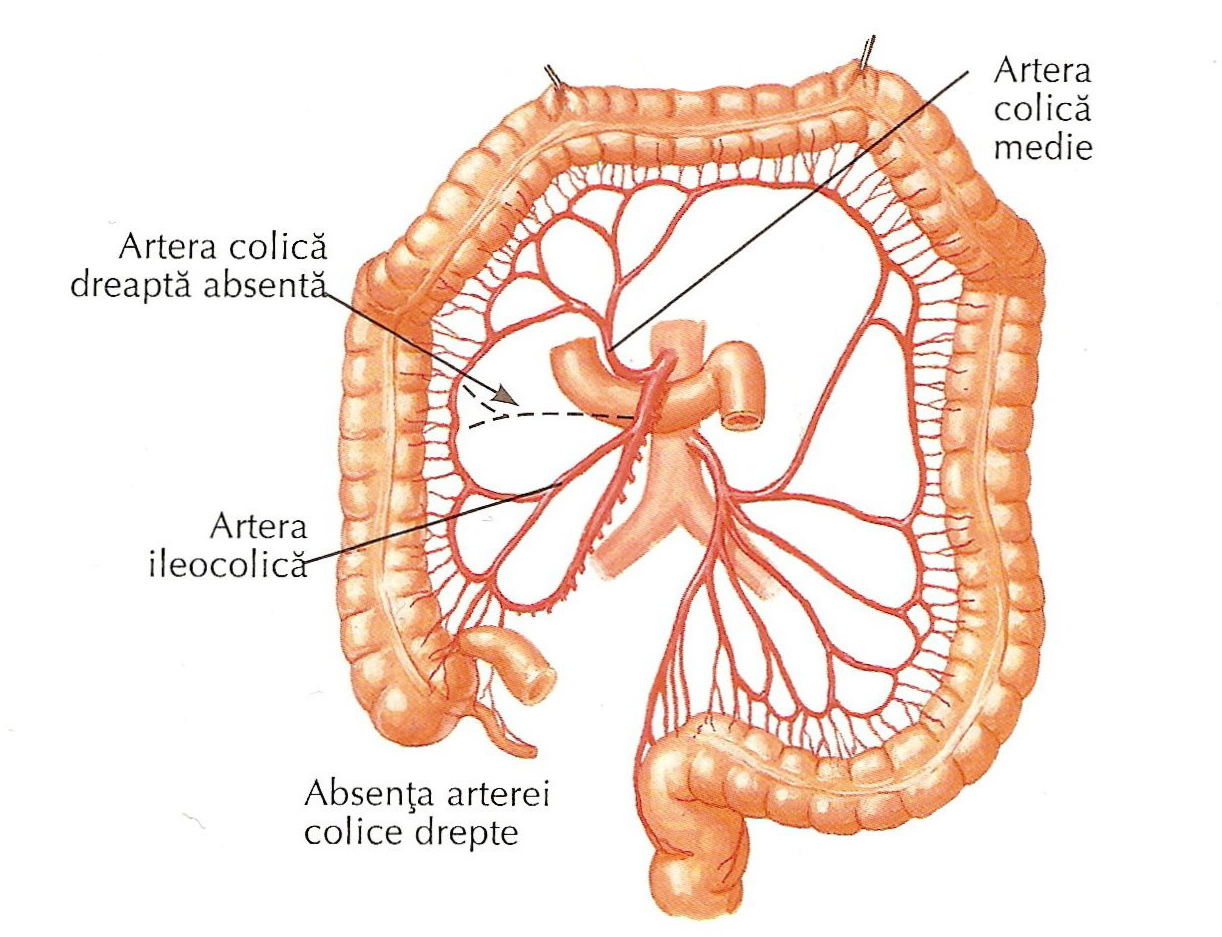 Artera
colică
medie
Artera colică
dreaptă absentă
Artera
ileocolică
Absenţa arterei
colice drepte